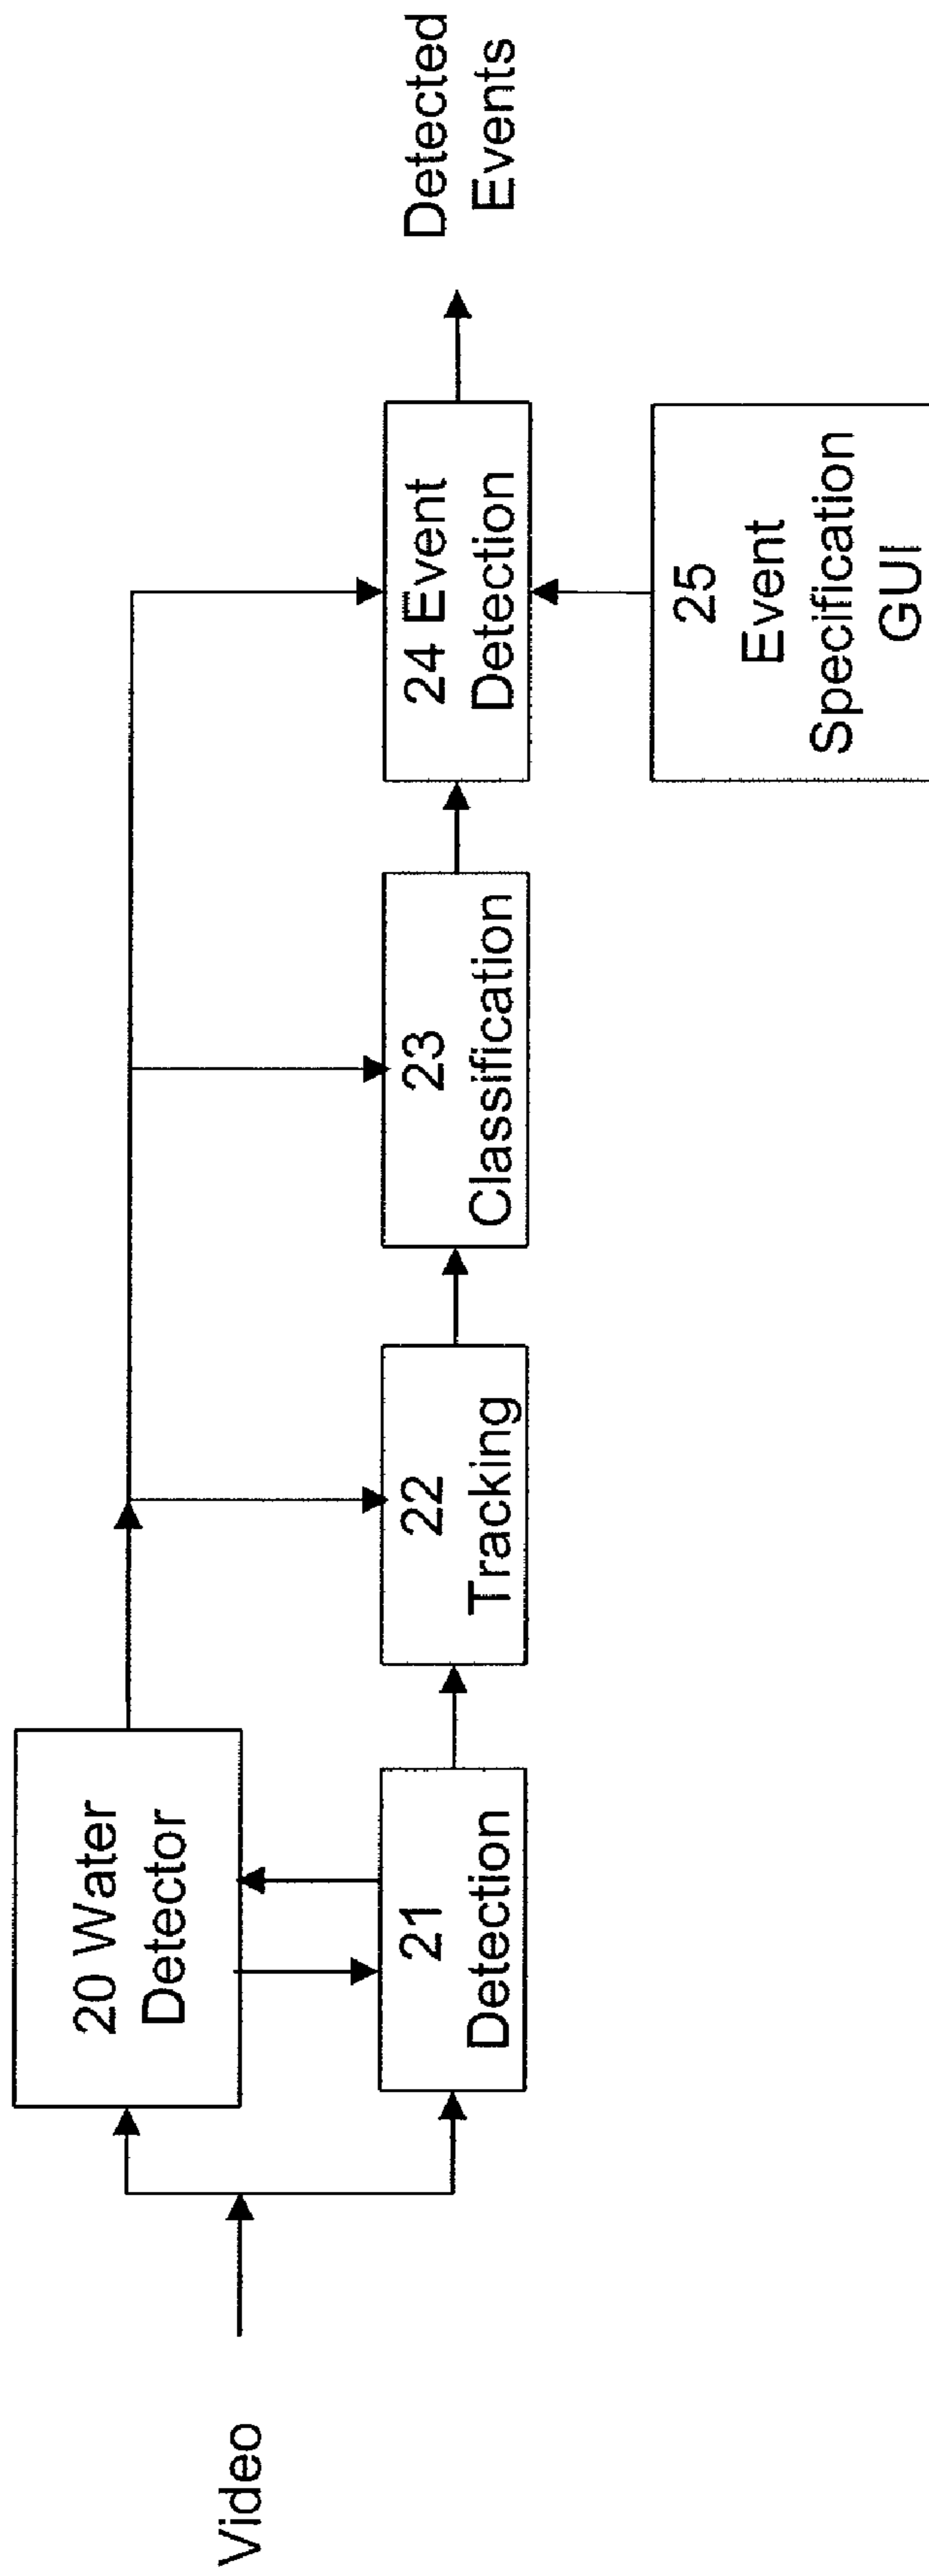 Video
20 Water
Detector
21
Detection
22
Tracking
23
Classification
24 Event
Detection
25
Event
Specification
GUI
Detected
Events